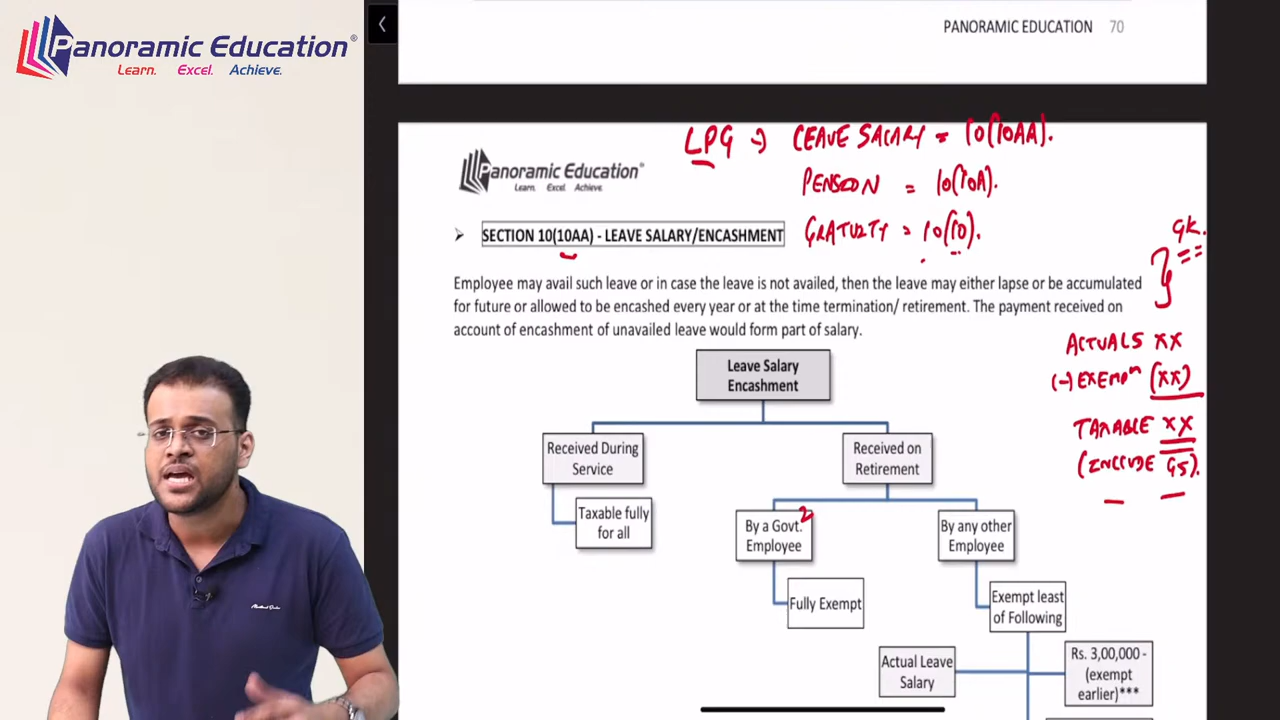 Panoramic Education®
Learn. Excel. Achieve.
PANORAMIC EDUCATION 70
Panoramic Education®
Learn. Excel. Achieve.
LPG → LEAVE SALARY = 10(10AA).
PENSION = 10(10A).
GRATUITY = 10(10).
GK.
➢ SECTION 10(10AA) - LEAVE SALARY/ENCASHMENT
Employee may avail such leave or in case the leave is not availed, then the leave may either lapse or be accumulated
for future or allowed to be encashed every year or at the time termination/ retirement. The payment received on
account of encashment of unavailed leave would form part of salary.
ACTUALS XX
(-) EXEMPn (XX)
TAXABLE XX
(INCLUDE GS).
Leave Salary
Encashment
Received During
Service
Received on
Retirement
Taxable fully
for all
By a Govt.2
Employee
By any other
Employee
Fully Exempt
Exempt least
of Following
Actual Leave
Salary
Rs. 3,00,000 -
(exempt
earlier)***